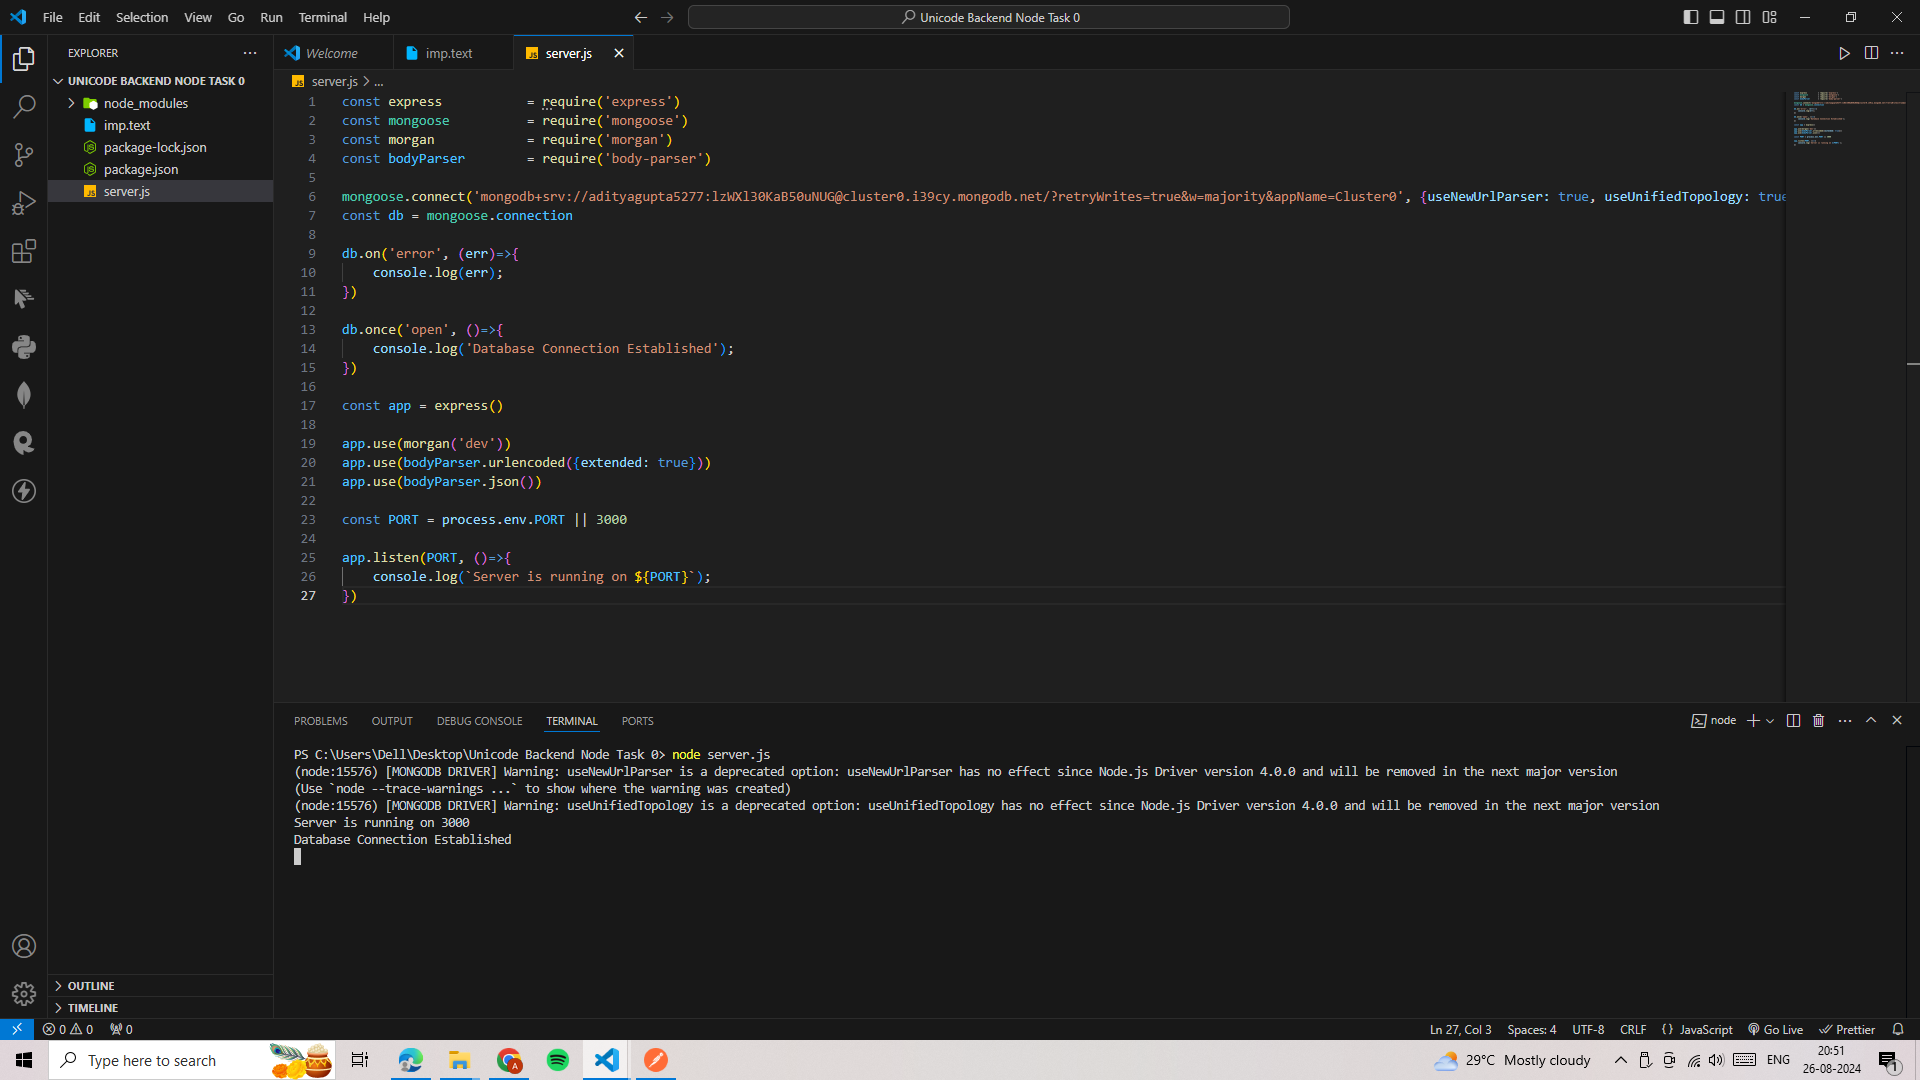 File Edit Selection View Go Run Terminal Help
Unicode Backend Node Task 0
EXPLORER
UNICODE BACKEND NODE TASK 0
node_modules
imp.text
package-lock.json
package.json
server.js
OUTLINE
TIMELINE
Welcome imp.text server.js
server.js > ...
1 const express = require('express')
2 const mongoose = require('mongoose')
3 const morgan = require('morgan')
4 const bodyParser = require('body-parser')
5
6 mongoose.connect('mongodb+srv://adityagupta5277:lzWXl30KaB50uNUG@cluster0.i39cy.mongodb.net/?retryWrites=true&w=majority&appName=Cluster0', {useNewUrlParser: true, useUnifiedTopology: true
7 const db = mongoose.connection
8
9 db.on('error', (err)=>{
10 console.log(err);
11 })
12
13 db.once('open', ()=>{
14 console.log('Database Connection Established');
15 })
16
17 const app = express()
18
19 app.use(morgan('dev'))
20 app.use(bodyParser.urlencoded({extended: true}))
21 app.use(bodyParser.json())
22
23 const PORT = process.env.PORT || 3000
24
25 app.listen(PORT, ()=>{
26 console.log(`Server is running on ${PORT}`);
27 })
PROBLEMS OUTPUT DEBUG CONSOLE TERMINAL PORTS
node
PS C:\Users\Dell\Desktop\Unicode Backend Node Task 0> node server.js
(node:15576) [MONGODB DRIVER] Warning: useNewUrlParser is a deprecated option: useNewUrlParser has no effect since Node.js Driver version 4.0.0 and will be removed in the next major version
(Use `node --trace-warnings ...` to show where the warning was created)
(node:15576) [MONGODB DRIVER] Warning: useUnifiedTopology is a deprecated option: useUnifiedTopology has no effect since Node.js Driver version 4.0.0 and will be removed in the next major version
Server is running on 3000
Database Connection Established
0 0 0
Ln 27, Col 3 Spaces: 4 UTF-8 CRLF {} JavaScript Go Live Prettier
Type here to search
29°C Mostly cloudy
ENG
20:51
26-08-2024
1